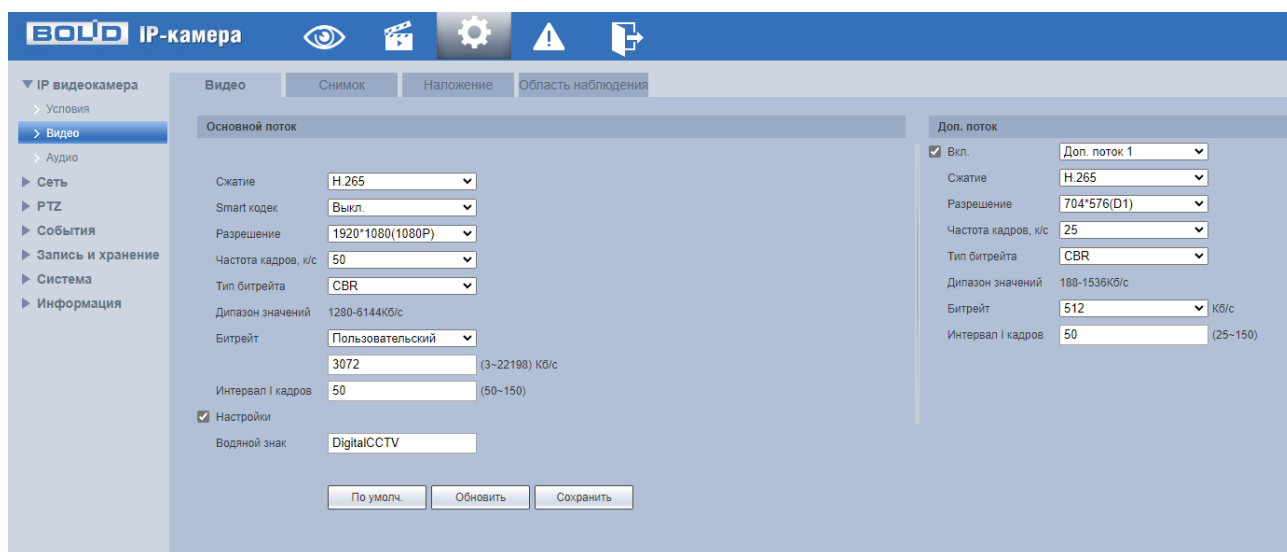 BOLID IP-камера
IP видеокамера
Условия
Видео
Аудио
Сеть
PTZ
События
Запись и хранение
Система
Информация
Видео Снимок Наложение Область наблюдения
Основной поток
Сжатие H.265
Smart кодек Выкл.
Разрешение 1920*1080(1080P)
Частота кадров, к/с 50
Тип битрейта CBR
Дипазон значений 1280-6144Кб/с
Битрейт Пользовательский
3072 (3~22198) Кб/с
Интервал I кадров 50 (50~150)
Настройки
Водяной знак DigitalCCTV
По умолч. Обновить Сохранить
Доп. поток
Вкл. Доп. поток 1
Сжатие H.265
Разрешение 704*576(D1)
Частота кадров, к/с 25
Тип битрейта CBR
Дипазон значений 188-1536Кб/с
Битрейт 512 Кб/с
Интервал I кадров 50 (25~150)